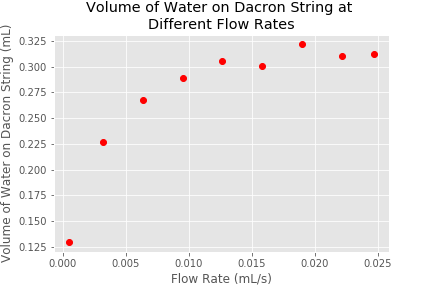 Volume of Water on Dacron String at
Different Flow Rates
Volume of Water on Dacron String (mL)
0.325
0.300
0.275
0.250
0.225
0.200
0.175
0.150
0.125
0.000 0.005 0.010 0.015 0.020 0.025
Flow Rate (mL/s)